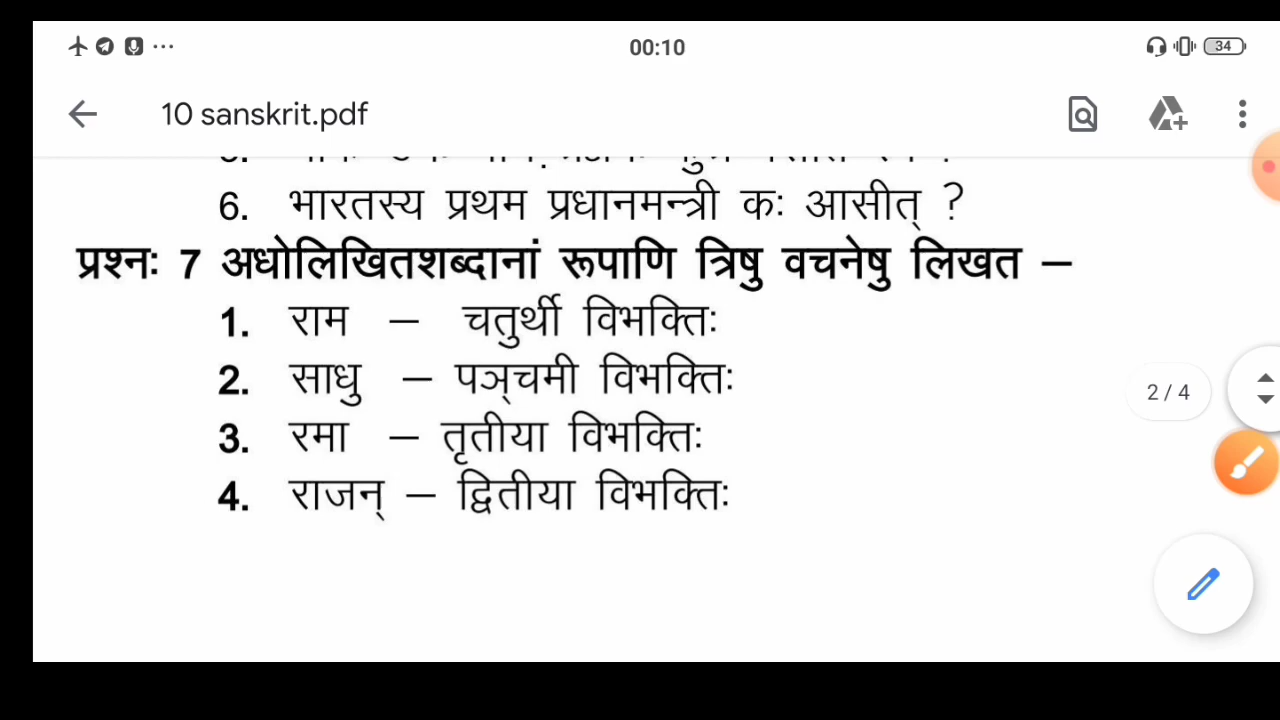 00:10
34
10 sanskrit.pdf
6. भारतस्य प्रथम प्रधानमन्त्री कः आसीत् ?
प्रश्नः 7 अधोलिखितशब्दानां रूपाणि त्रिषु वचनेषु लिखत –
1. राम – चतुर्थी विभक्तिः
2. साधु – पञ्चमी विभक्तिः
2 / 4
3. रमा – तृतीया विभक्तिः
4. राजन् – द्वितीया विभक्तिः